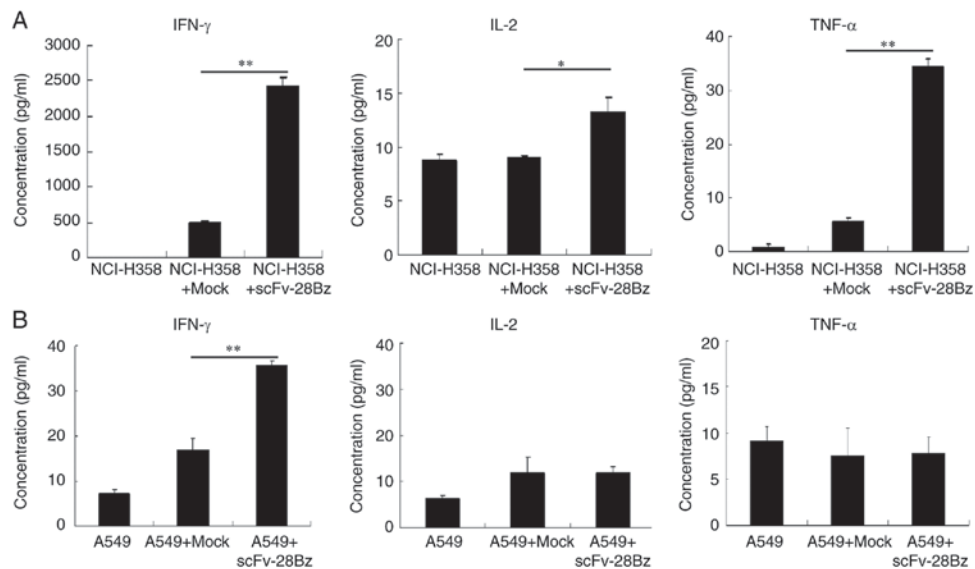 A
IFN-γ
Concentration (pg/ml)
3000
2500
2000
1500
1000
500
0
**
NCI-H358
NCI-H358
+Mock
NCI-H358
+scFv-28Bz
IL-2
Concentration (pg/ml)
20
15
10
5
0
*
NCI-H358
NCI-H358
+Mock
NCI-H358
+scFv-28Bz
TNF-α
Concentration (pg/ml)
40
30
20
10
0
**
NCI-H358
NCI-H358
+Mock
NCI-H358
+scFv-28Bz
B
IFN-γ
Concentration (pg/ml)
40
30
20
10
0
**
A549
A549+Mock
A549+
scFv-28Bz
IL-2
Concentration (pg/ml)
40
30
20
10
0
A549
A549+Mock
A549+
scFv-28Bz
TNF-α
Concentration (pg/ml)
20
15
10
5
0
A549
A549+Mock
A549+
scFv-28Bz